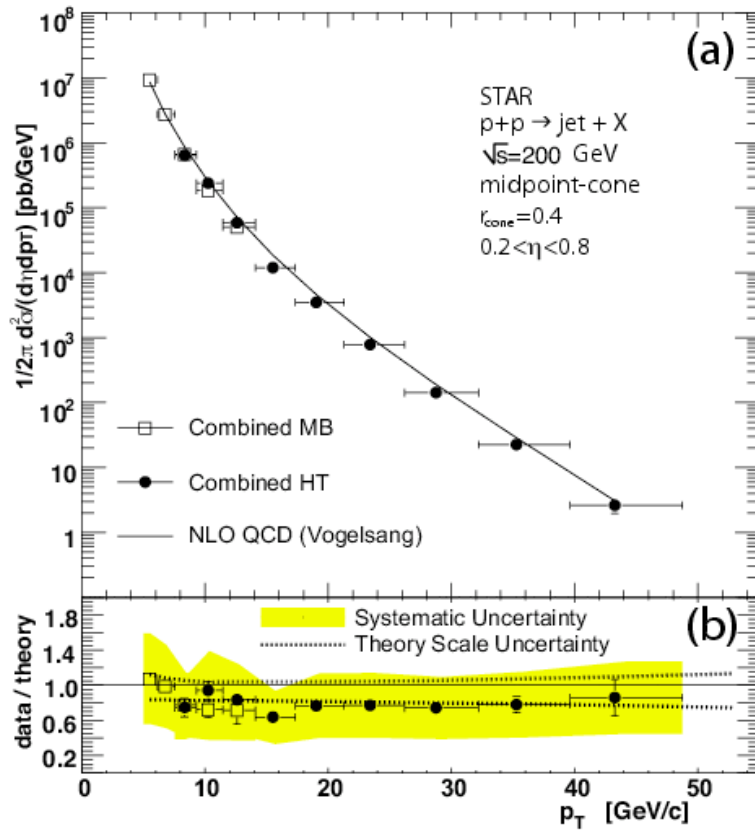 (a)
10^8
10^7
10^6
10^5
10^4
10^3
10^2
10
1
1/2π d²σ/(dηdp_T) [pb/GeV]
STAR
p+p → jet + X
√s=200 GeV
midpoint-cone
r_cone=0.4
0.2<η<0.8
Combined MB
Combined HT
NLO QCD (Vogelsang)
(b)
1.8
1.4
1.0
0.6
0.2
data / theory
Systematic Uncertainty
Theory Scale Uncertainty
0 10 20 30 40 50
p_T [GeV/c]